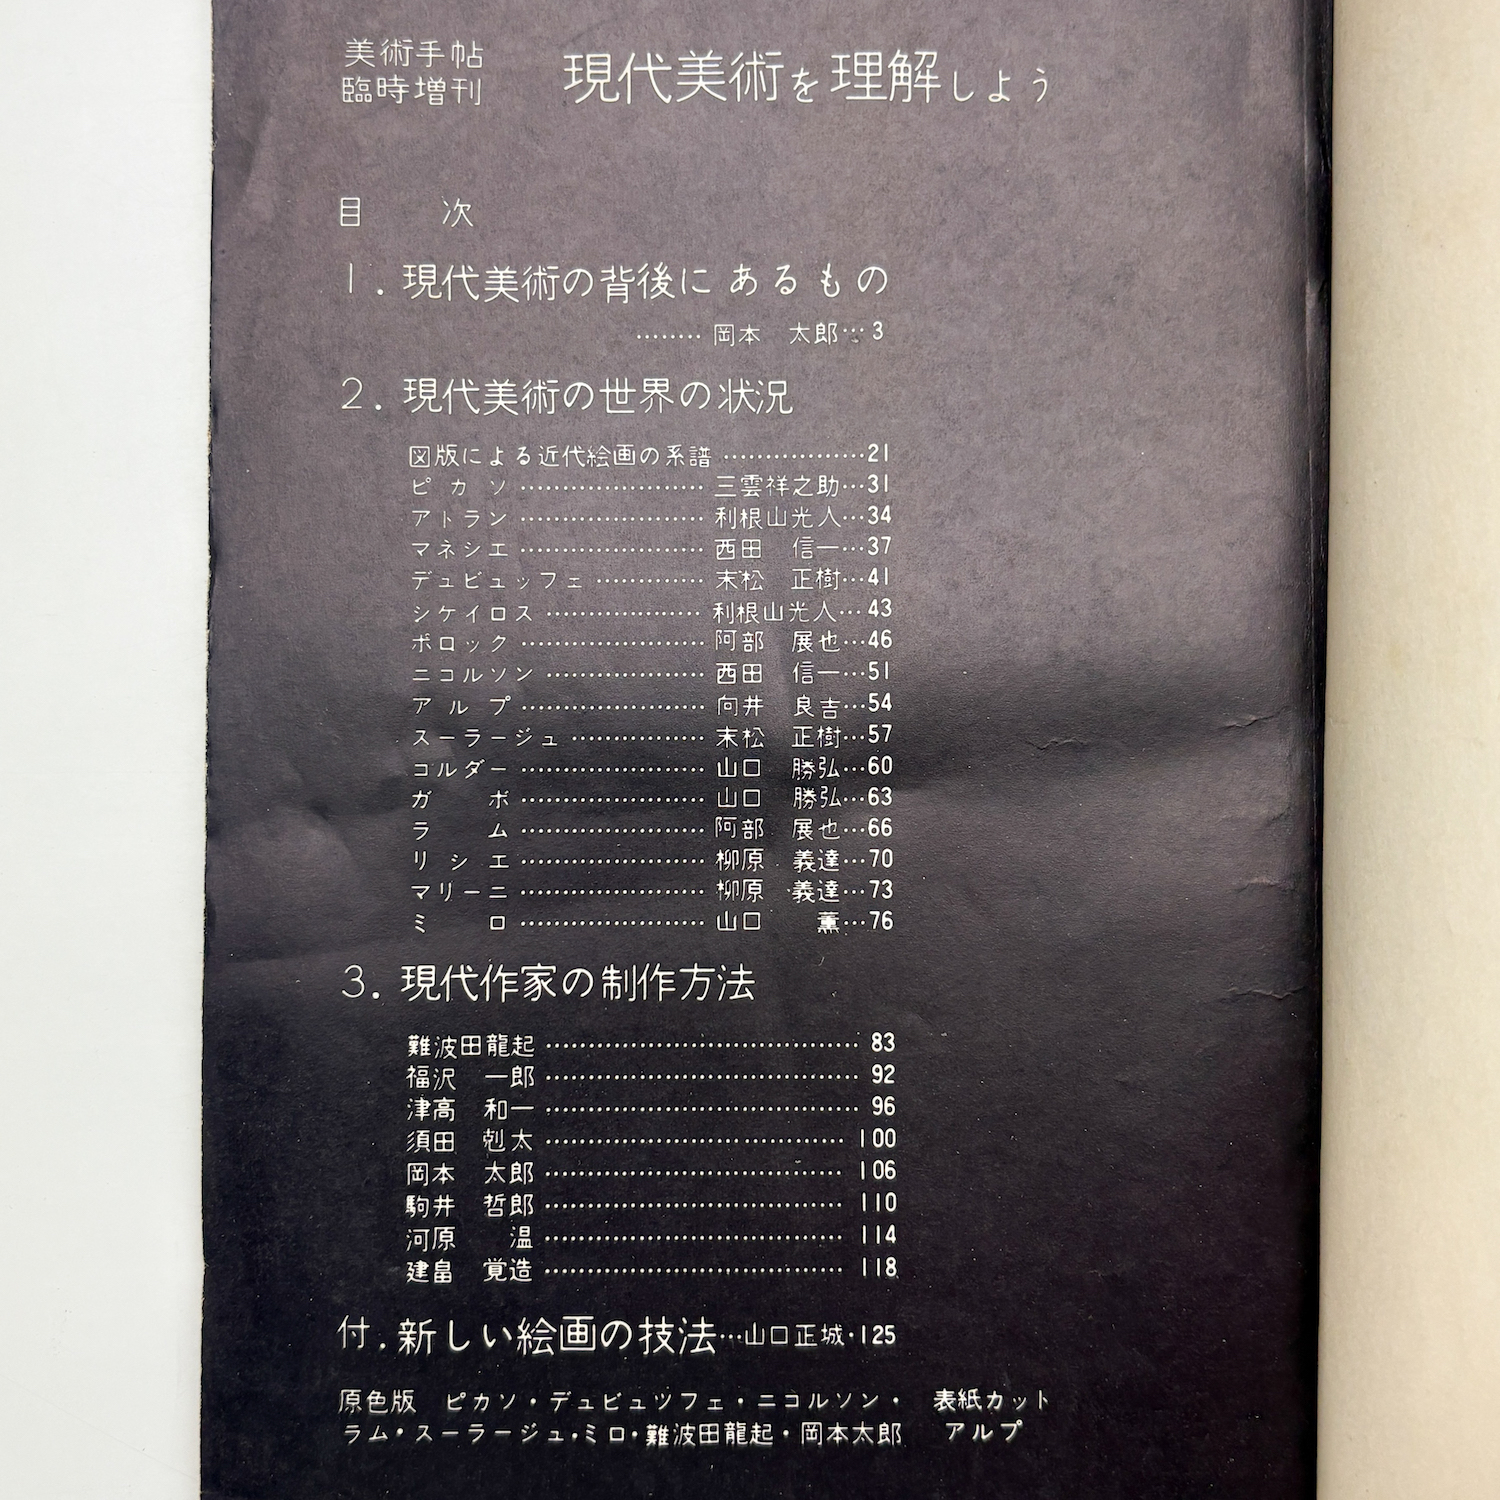 美術手帖
臨時増刊
現代美術を理解しよう
目 次
1. 現代美術の背後にあるもの
........岡本 太郎...3
2. 現代美術の世界の状況
図版による近代絵画の系譜..................21
ピカソ........................三雲祥之助...31
アトラン........................利根山光人...34
マネシエ........................西田 信一...37
デュビュッフェ..............末松 正樹...41
シケイロス....................利根山光人...43
ポロック........................阿部 展也...46
ニコルソン....................西田 信一...51
アルプ........................向井 良吉...54
スーラージュ.................末松 正樹...57
コルダー........................山口 勝弘...60
ガボ........................山口 勝弘...63
ラム........................阿部 展也...66
リシエ........................柳原 義達...70
マリーニ........................柳原 義達...73
ミロ........................山口 薫...76
3. 現代作家の制作方法
難波田龍起........................................83
福沢 一郎........................................92
津高 和一........................................96
須田 剋太......................................100
岡本 太郎......................................106
駒井 哲郎......................................110
河原 温......................................114
建畠 覚造......................................118
付. 新しい絵画の技法...山口正城・125
原色版 ピカソ・デュビュッフェ・ニコルソン・
ラム・スーラージュ・ミロ・難波田龍起・岡本太郎
表紙カット
アルプ